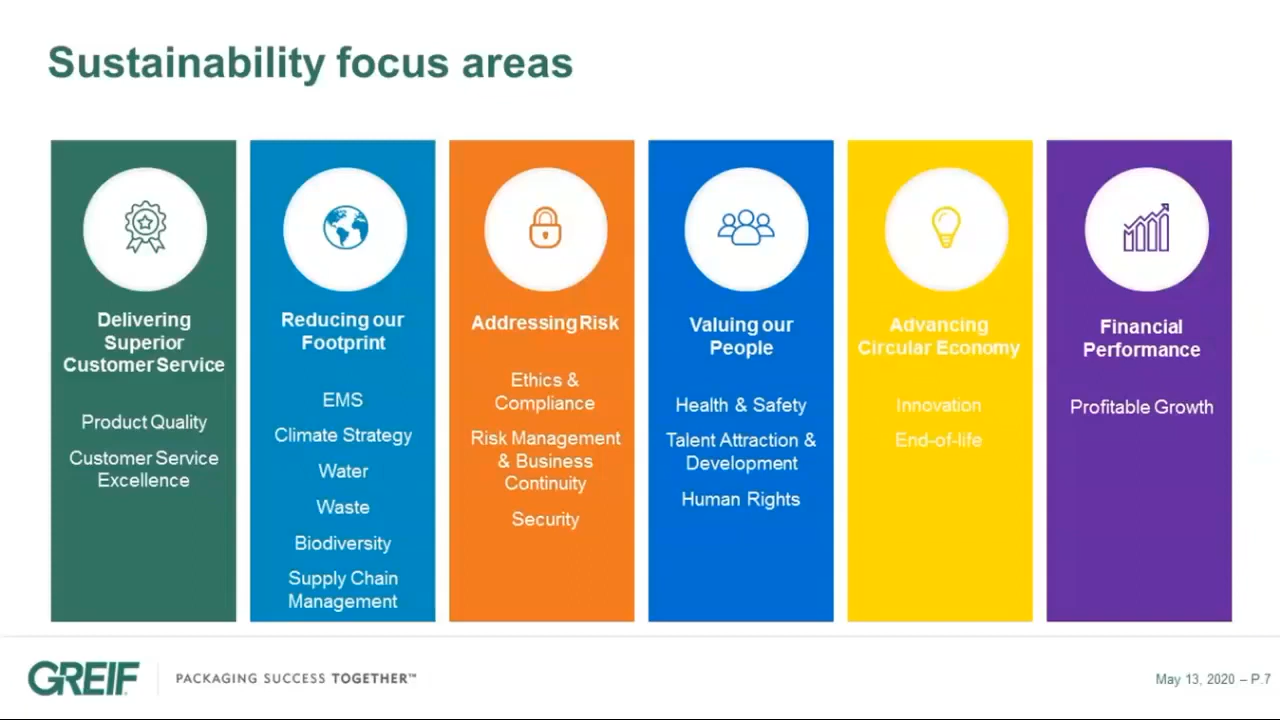 Sustainability focus areas
Delivering
Superior
Customer Service
Product Quality
Customer Service
Excellence
Reducing our
Footprint
EMS
Climate Strategy
Water
Waste
Biodiversity
Supply Chain
Management
Addressing Risk
Ethics &
Compliance
Risk Management
& Business
Continuity
Security
Valuing our
People
Health & Safety
Talent Attraction &
Development
Human Rights
Advancing
Circular Economy
Innovation
End-of-life
Financial
Performance
Profitable Growth
GREIF
PACKAGING SUCCESS TOGETHER™
May 13, 2020 – P.7